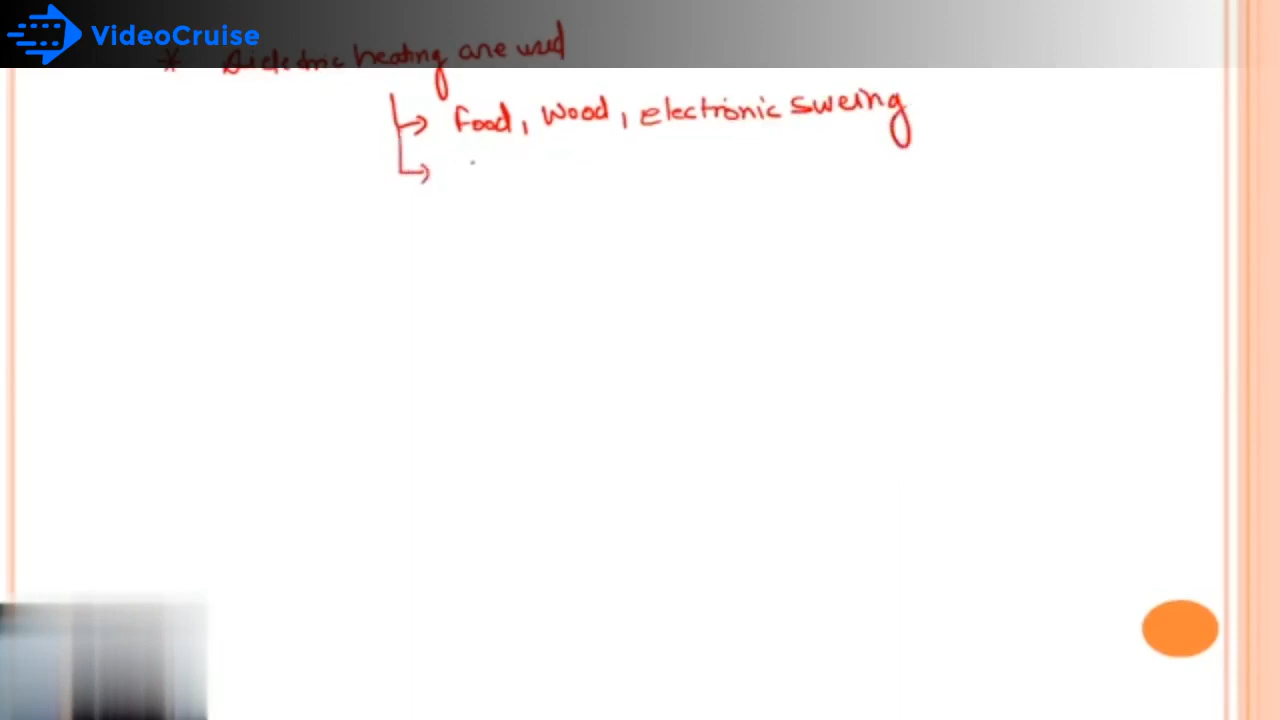 VideoCruise
* Dielectric heating are used
→ Food, Wood, electronic sweing
→